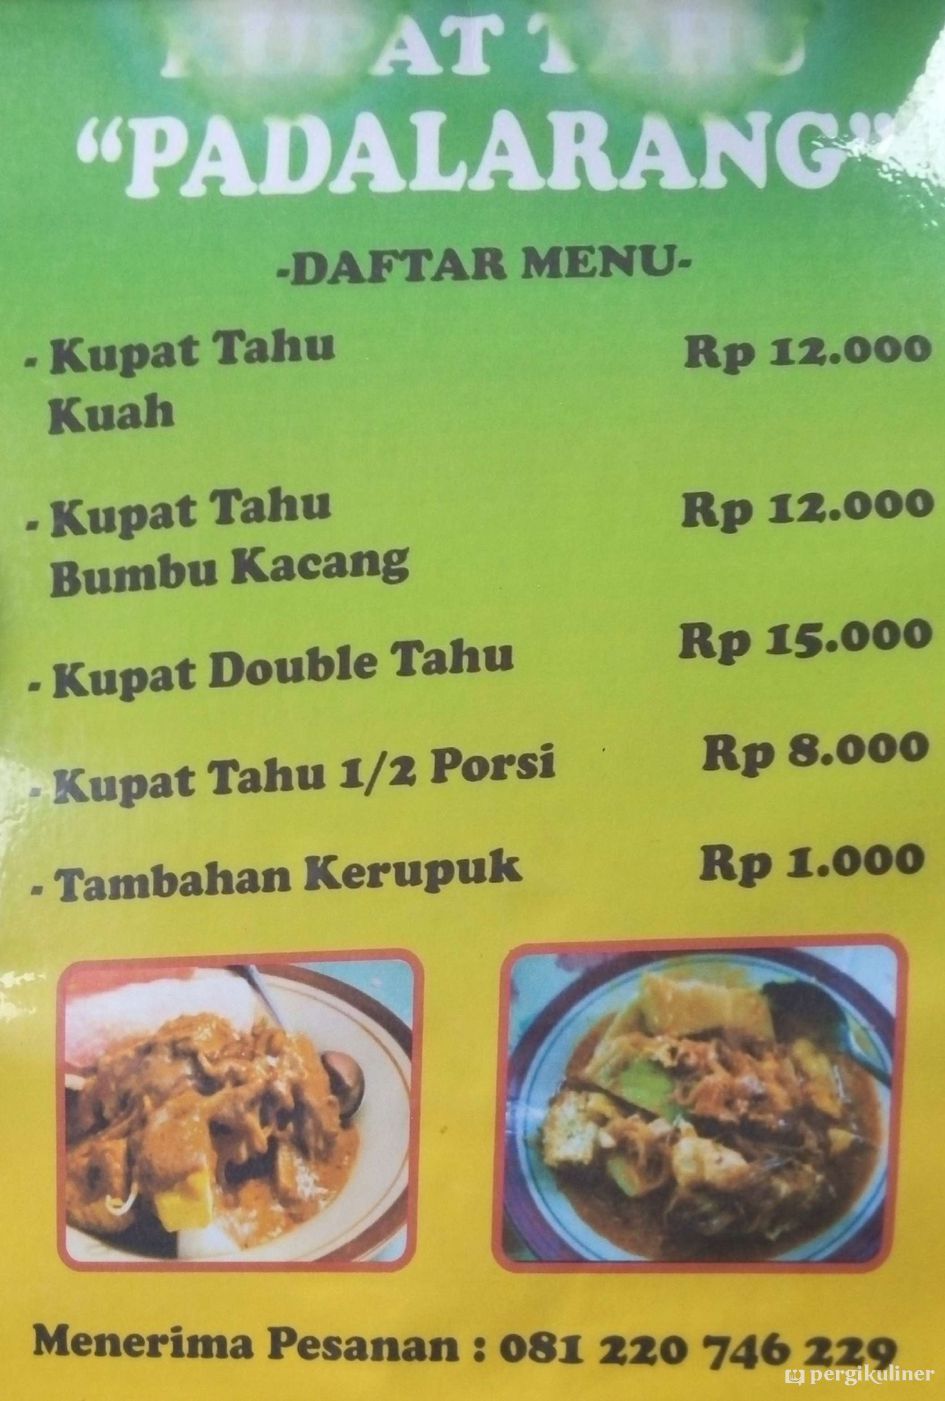 KUPAT TAHU
“PADALARANG”
-DAFTAR MENU-
- Kupat Tahu Rp 12.000
Kuah
- Kupat Tahu Rp 12.000
Bumbu Kacang
- Kupat Double Tahu Rp 15.000
- Kupat Tahu 1/2 Porsi Rp 8.000
- Tambahan Kerupuk Rp 1.000
Menerima Pesanan : 081 220 746 229
pergikuliner